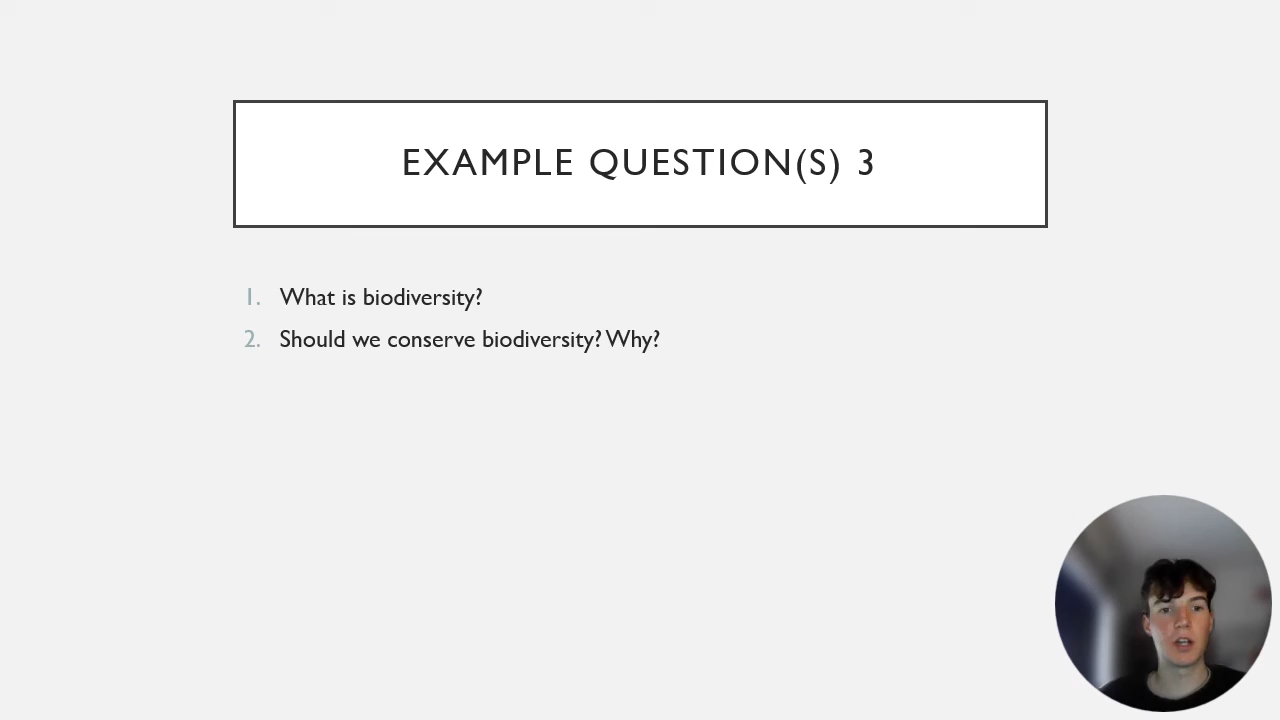 EXAMPLE QUESTION(S) 3
1. What is biodiversity?
2. Should we conserve biodiversity? Why?